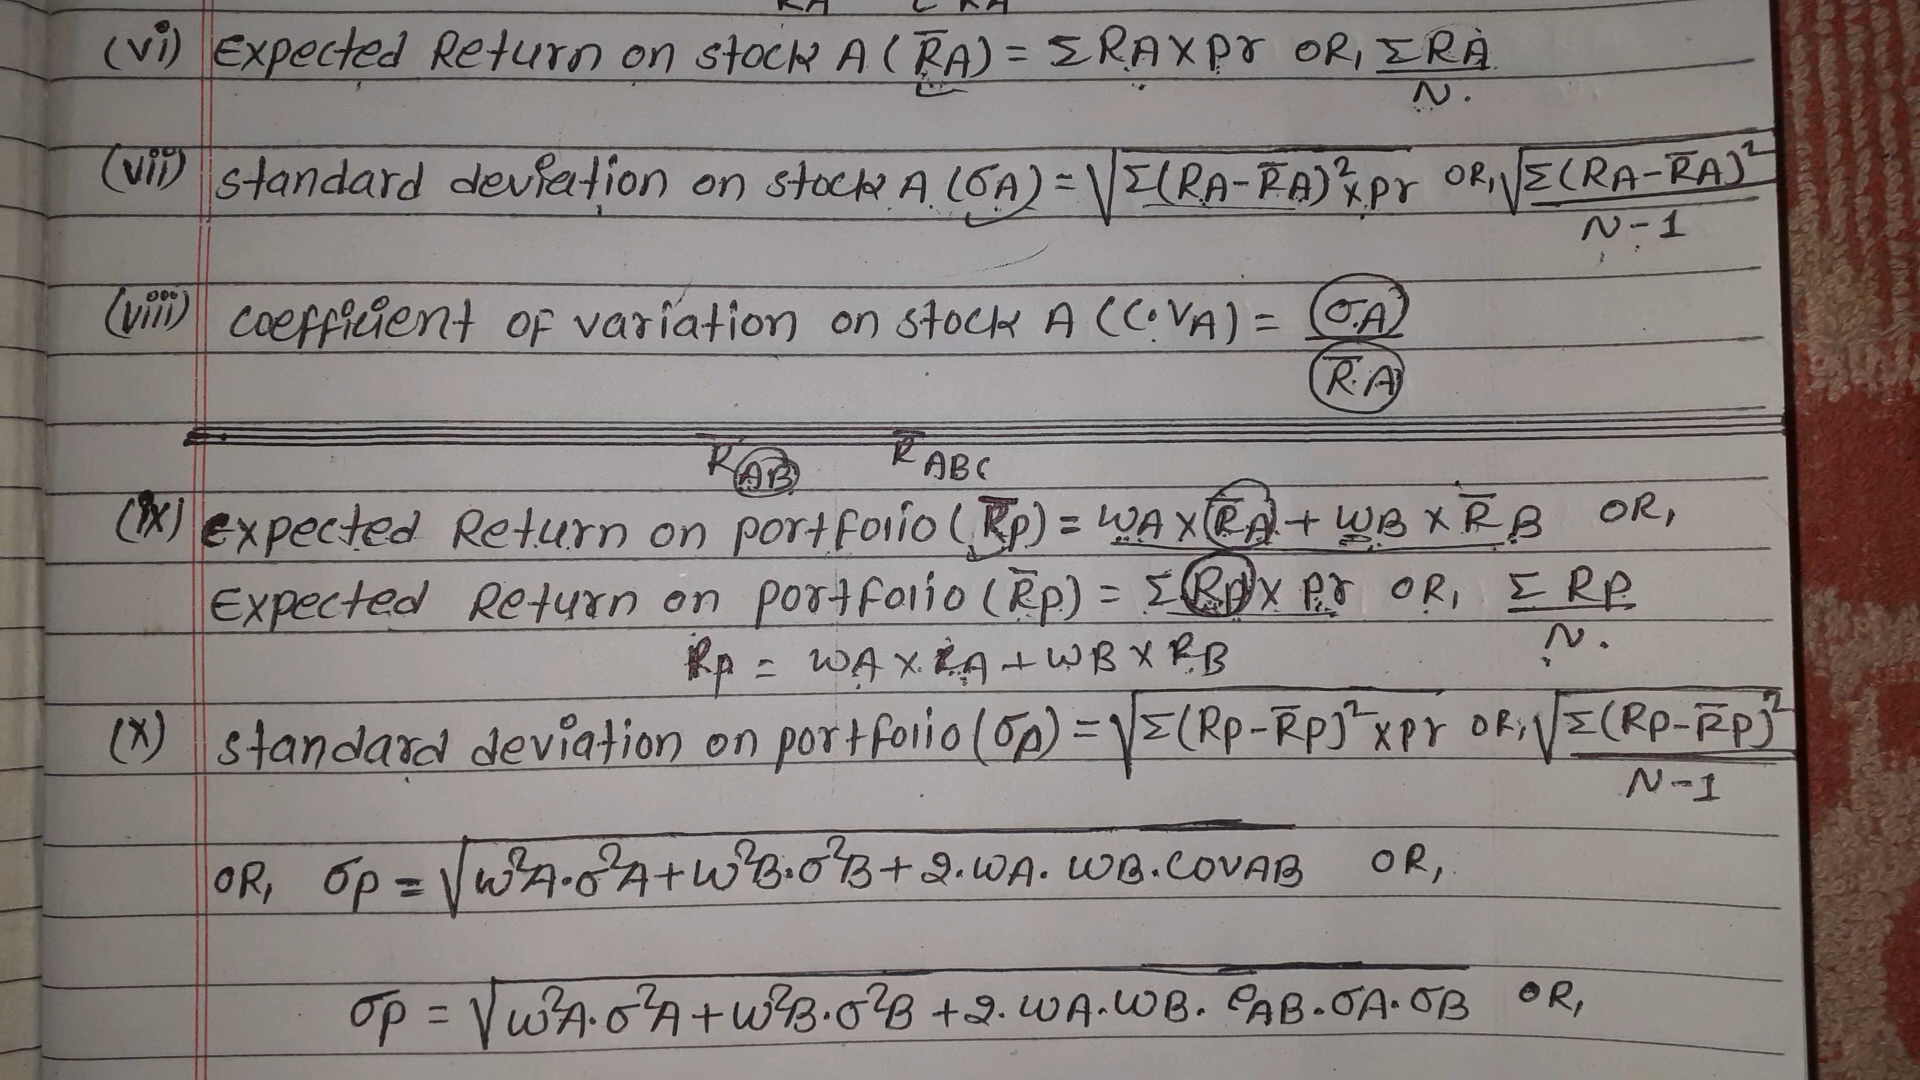 (vi) Expected Return on stock A (R̅A) = ΣRA×Pr OR, ΣRA/N.
(vii) standard deviation on stock A (σA) = √Σ(RA-R̅A)²×Pr OR, √Σ(RA-R̅A)²/N-1
(viii) coefficient of variation on stock A (C.VA) = σA/R̅A
R̅AB R̅ABC
(ix) Expected Return on portfolio (R̅p) = WA×R̅A + WB×R̅B OR,
Expected Return on portfolio (R̅p) = ΣRp×Pr OR, ΣRp/N.
Rp = WA×RA + WB×RB
(x) standard deviation on portfolio (σp) = √Σ(Rp-R̅p)²×Pr OR, √Σ(Rp-R̅p)²/N-1
OR, σp = √W²A.σ²A + W²B.σ²B + 2.WA.WB.COVAB OR,
σp = √W²A.σ²A + W²B.σ²B + 2.WA.WB.ρAB.σA.σB OR,